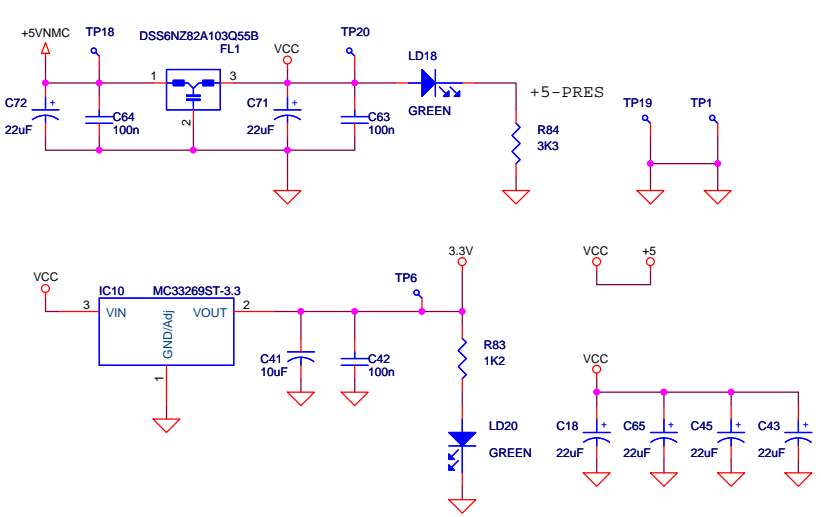 +5VNMC
TP18
DSS6NZ82A103Q55B
FL1
VCC
TP20
LD18
1
3
+
C72
22uF
C64
100n
2
+
C71
22uF
C63
100n
GREEN
+5-PRES
R84
3K3
TP19
TP1
VCC
IC10
MC33269ST-3.3
3
VIN
VOUT
2
GND/Adj
1
TP6
3.3V
C41
10uF
C42
100n
R83
1K2
LD20
GREEN
VCC
+5
VCC
C18
+
22uF
C65
+
22uF
C45
+
22uF
C43
+
22uF